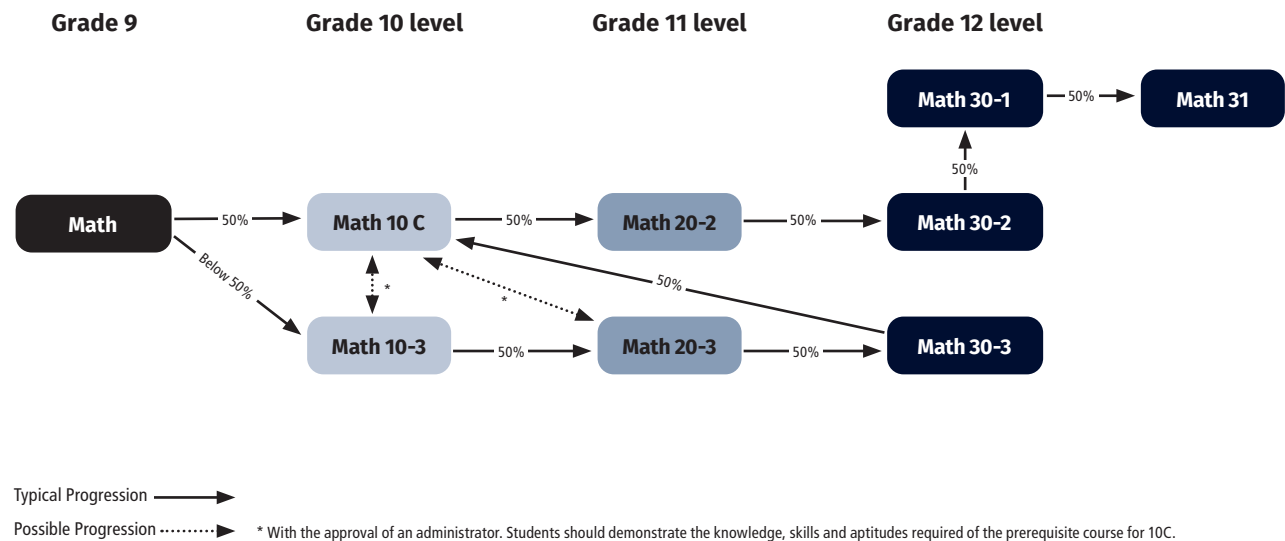 Grade 9
Grade 10 level
Grade 11 level
Grade 12 level
Math 30-1
50%
Math 31
50%
Math
50%
Math 10 C
50%
Math 20-2
50%
Math 30-2
Below 50%
*
*
50%
Math 10-3
50%
Math 20-3
50%
Math 30-3
Typical Progression
Possible Progression
* With the approval of an administrator. Students should demonstrate the knowledge, skills and aptitudes required of the prerequisite course for 10C.